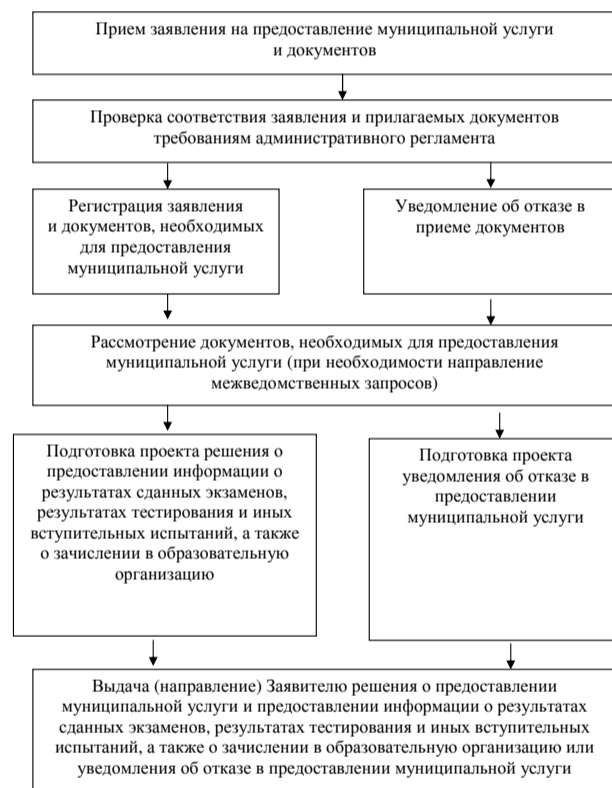 Прием заявления на предоставление муниципальной услуги
и документов
Проверка соответствия заявления и прилагаемых документов
требованиям административного регламента
Регистрация заявления
и документов, необходимых
для предоставления
муниципальной услуги
Уведомление об отказе в
приеме документов
Рассмотрение документов, необходимых для предоставления
муниципальной услуги (при необходимости направление
межведомственных запросов)
Подготовка проекта решения о
предоставлении информации о
результатах сданных экзаменов,
результатах тестирования и иных
вступительных испытаний, а также
о зачислении в образовательную
организацию
Подготовка проекта
уведомления об отказе в
предоставлении
муниципальной услуги
Выдача (направление) Заявителю решения о предоставлении
муниципальной услуги и предоставлении информации о результатах
сданных экзаменов, результатах тестирования и иных вступительных
испытаний, а также о зачислении в образовательную организацию или
уведомления об отказе в предоставлении муниципальной услуги